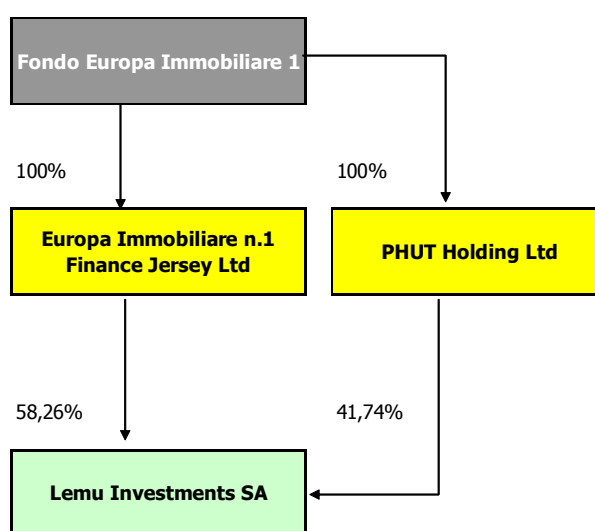 Fondo Europa Immobiliare 1
100%
100%
Europa Immobiliare n.1
Finance Jersey Ltd
PHUT Holding Ltd
58,26%
41,74%
Lemu Investments SA